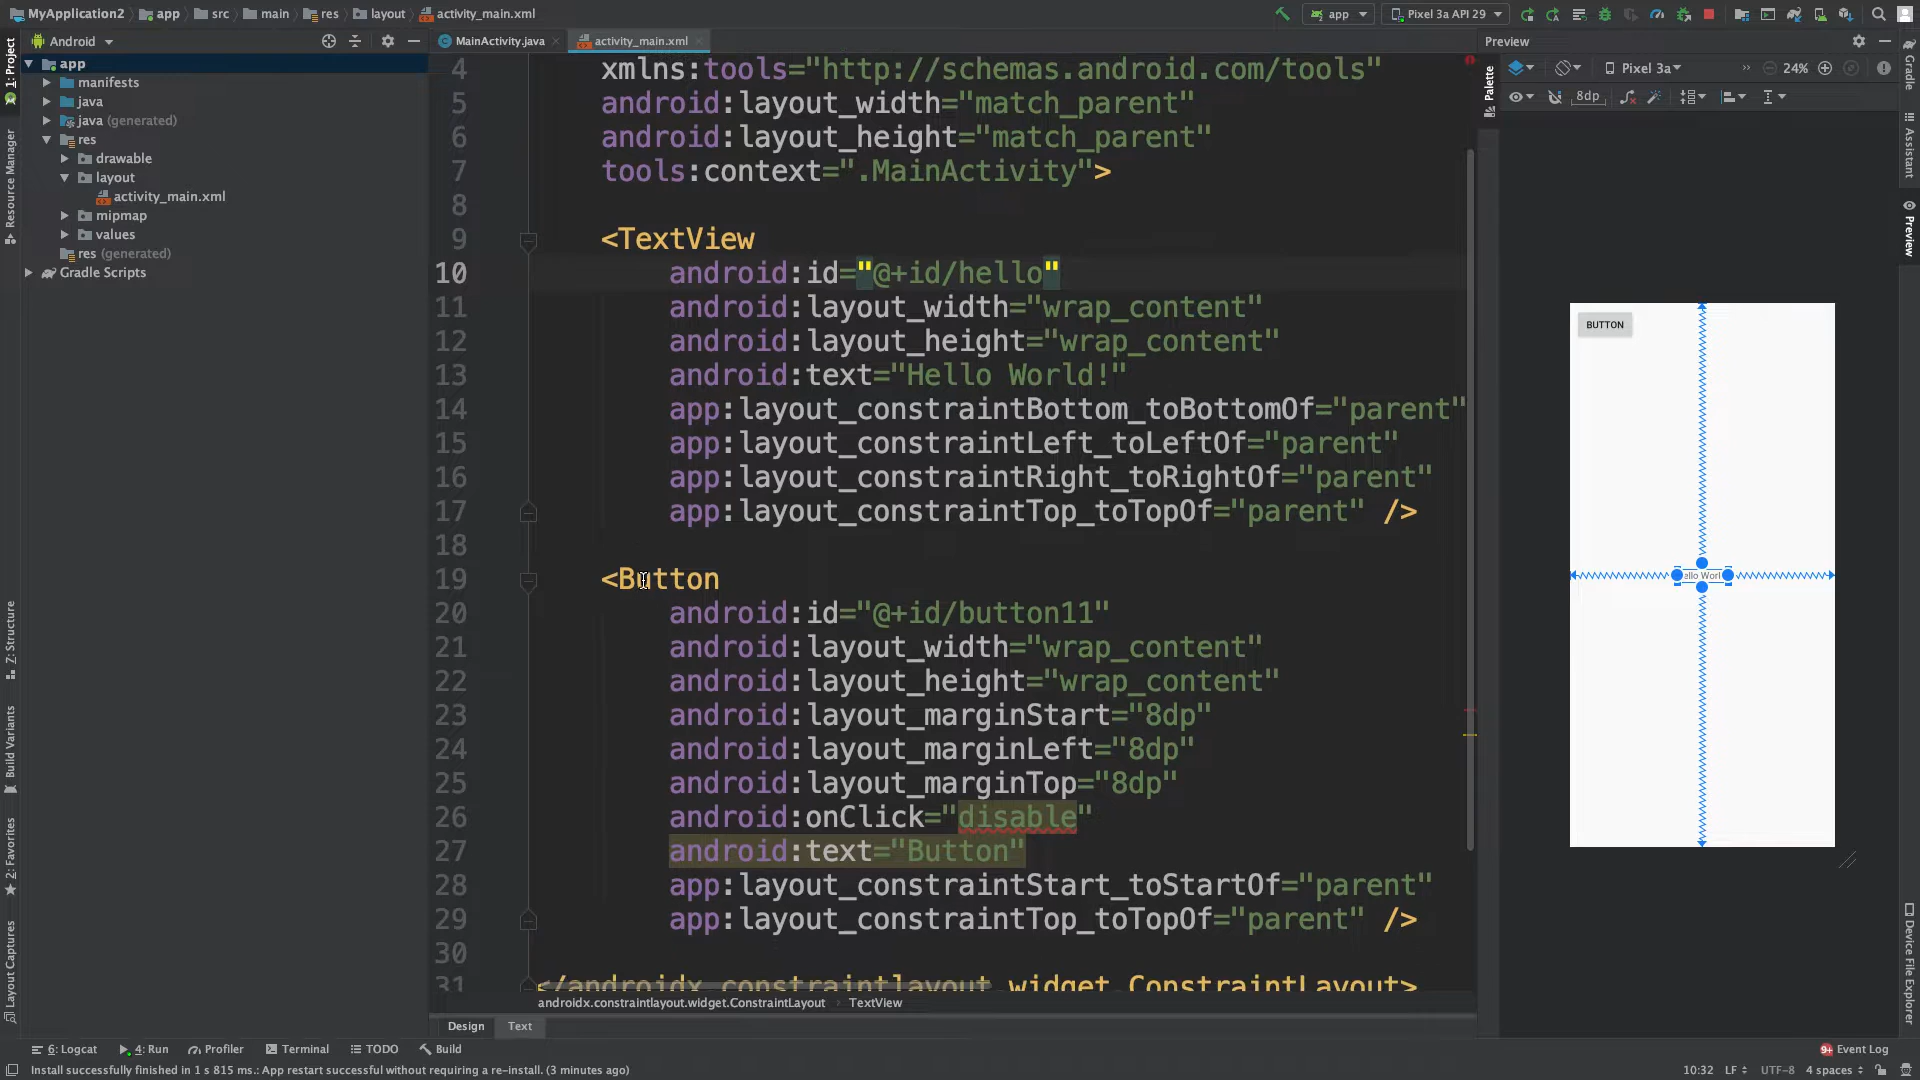 MyApplication2 app src main res layout activity_main.xml app Pixel 3a API 29
Android
MainActivity.java activity_main.xml
Preview
1: Project
Resource Manager
Z: Structure
Build Variants
2: Favorites
Layout Captures
app
manifests
java
java (generated)
res
drawable
layout
activity_main.xml
mipmap
values
res (generated)
Gradle Scripts
4 xmlns:tools="http://schemas.android.com/tools"
5 android:layout_width="match_parent"
6 android:layout_height="match_parent"
7 tools:context=".MainActivity">
8
9 <TextView
10 android:id="@+id/hello"
11 android:layout_width="wrap_content"
12 android:layout_height="wrap_content"
13 android:text="Hello World!"
14 app:layout_constraintBottom_toBottomOf="parent"
15 app:layout_constraintLeft_toLeftOf="parent"
16 app:layout_constraintRight_toRightOf="parent"
17 app:layout_constraintTop_toTopOf="parent" />
18
19 <Button
20 android:id="@+id/button11"
21 android:layout_width="wrap_content"
22 android:layout_height="wrap_content"
23 android:layout_marginStart="8dp"
24 android:layout_marginLeft="8dp"
25 android:layout_marginTop="8dp"
26 android:onClick="disable"
27 android:text="Button"
28 app:layout_constraintStart_toStartOf="parent"
29 app:layout_constraintTop_toTopOf="parent" />
30
31 </androidx.constraintlayout.widget.ConstraintLayout>
androidx.constraintlayout.widget.ConstraintLayout TextView
Design Text
Palette
Pixel 3a 24%
8dp
BUTTON
ello Worl
Gradle
Assistant
Preview
Device File Explorer
6: Logcat 4: Run Profiler Terminal TODO Build 9+ Event Log
Install successfully finished in 1 s 815 ms.: App restart successful without requiring a re-install. (3 minutes ago) 10:32 LF UTF-8 4 spaces